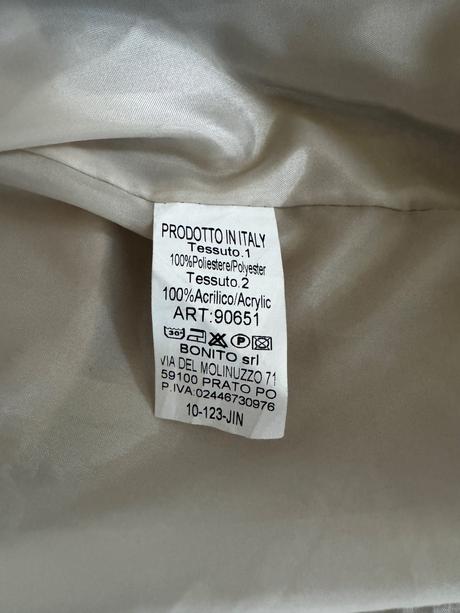 PRODOTTO IN ITALY
Tessuto.1
100%Poliestere/Polyester
Tessuto.2
100%Acrilico/Acrylic
ART:90651
30° P
BONITO srl
VIA DEL MOLINUZZO 71
59100 PRATO PO
P.IVA:02446730976
10-123-JIN